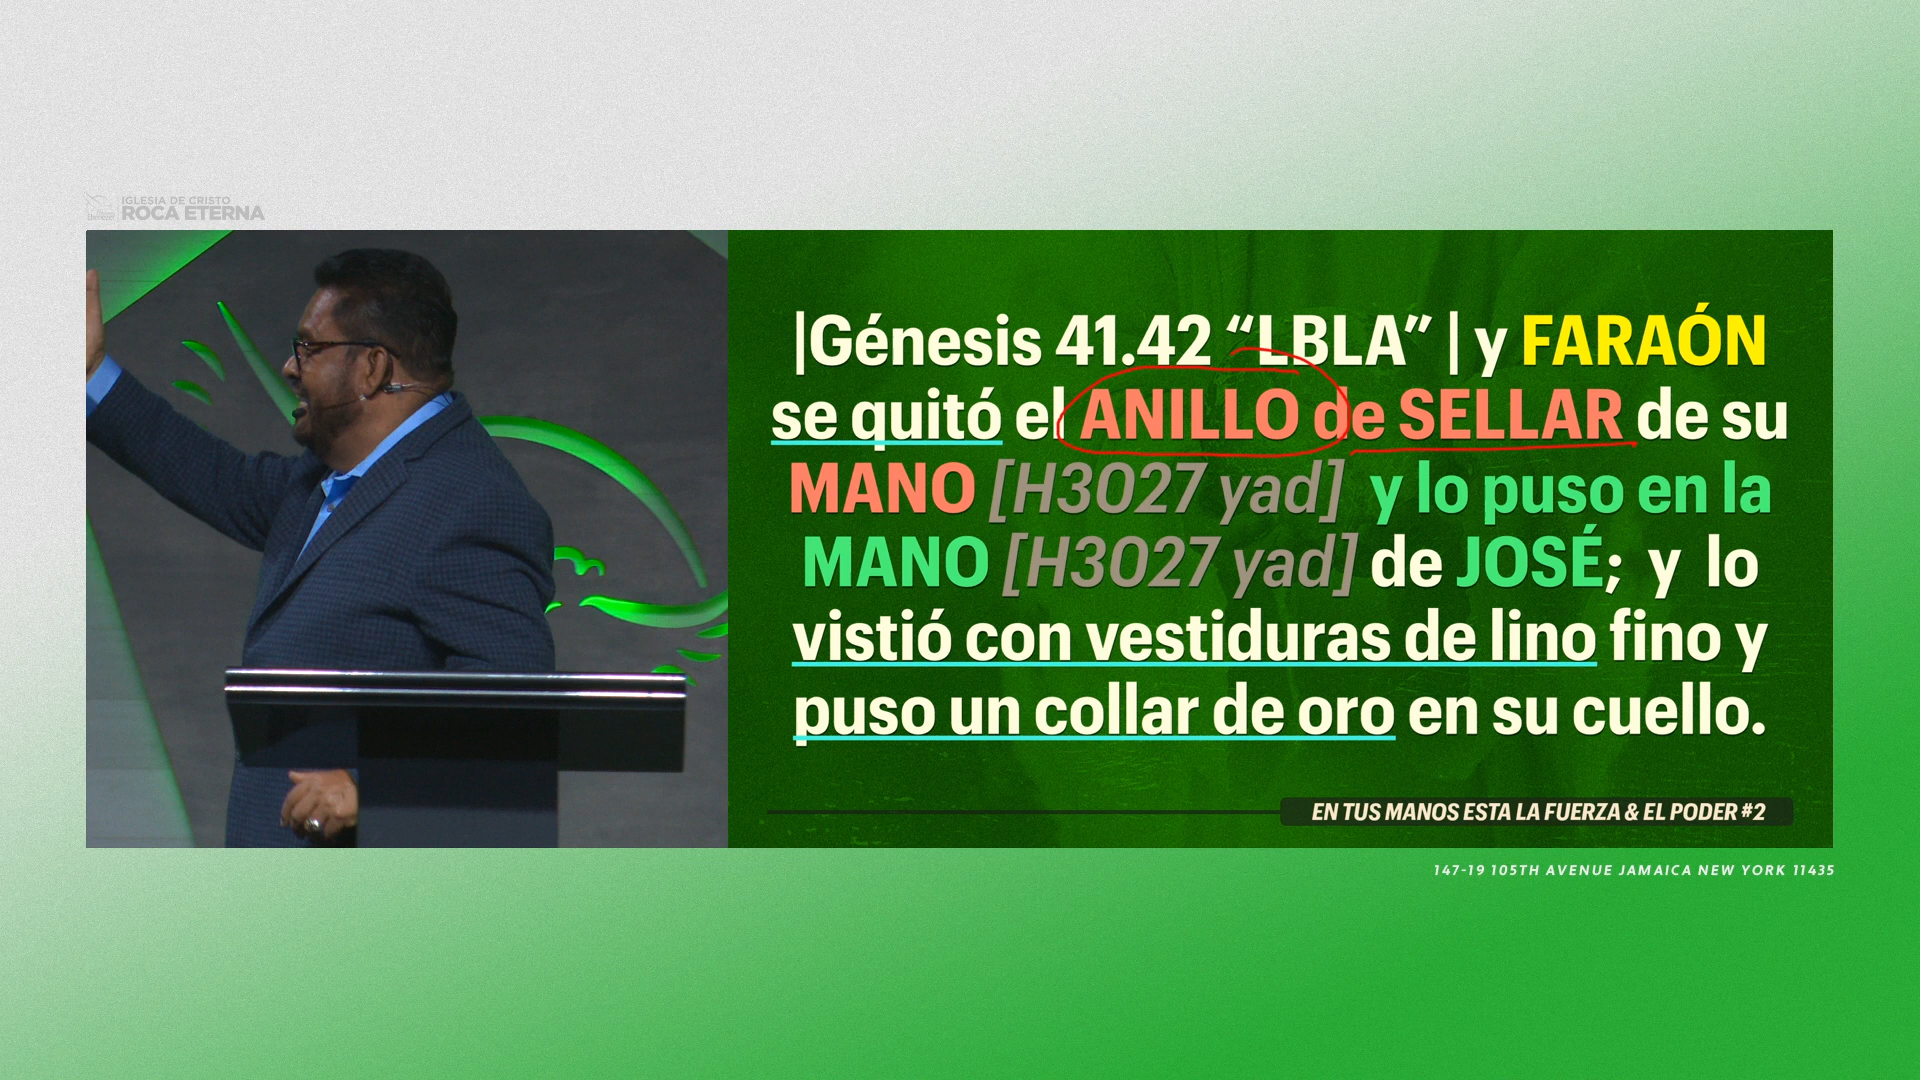 IGLESIA DE CRISTO
ROCA ETERNA
|Génesis 41.42 “LBLA” | y FARAÓN
se quitó el ANILLO de SELLAR de su
MANO [H3027 yad] y lo puso en la
MANO [H3027 yad] de JOSÉ; y lo
vistió con vestiduras de lino fino y
puso un collar de oro en su cuello.
EN TUS MANOS ESTA LA FUERZA & EL PODER #2
147-19 105TH AVENUE JAMAICA NEW YORK 11435